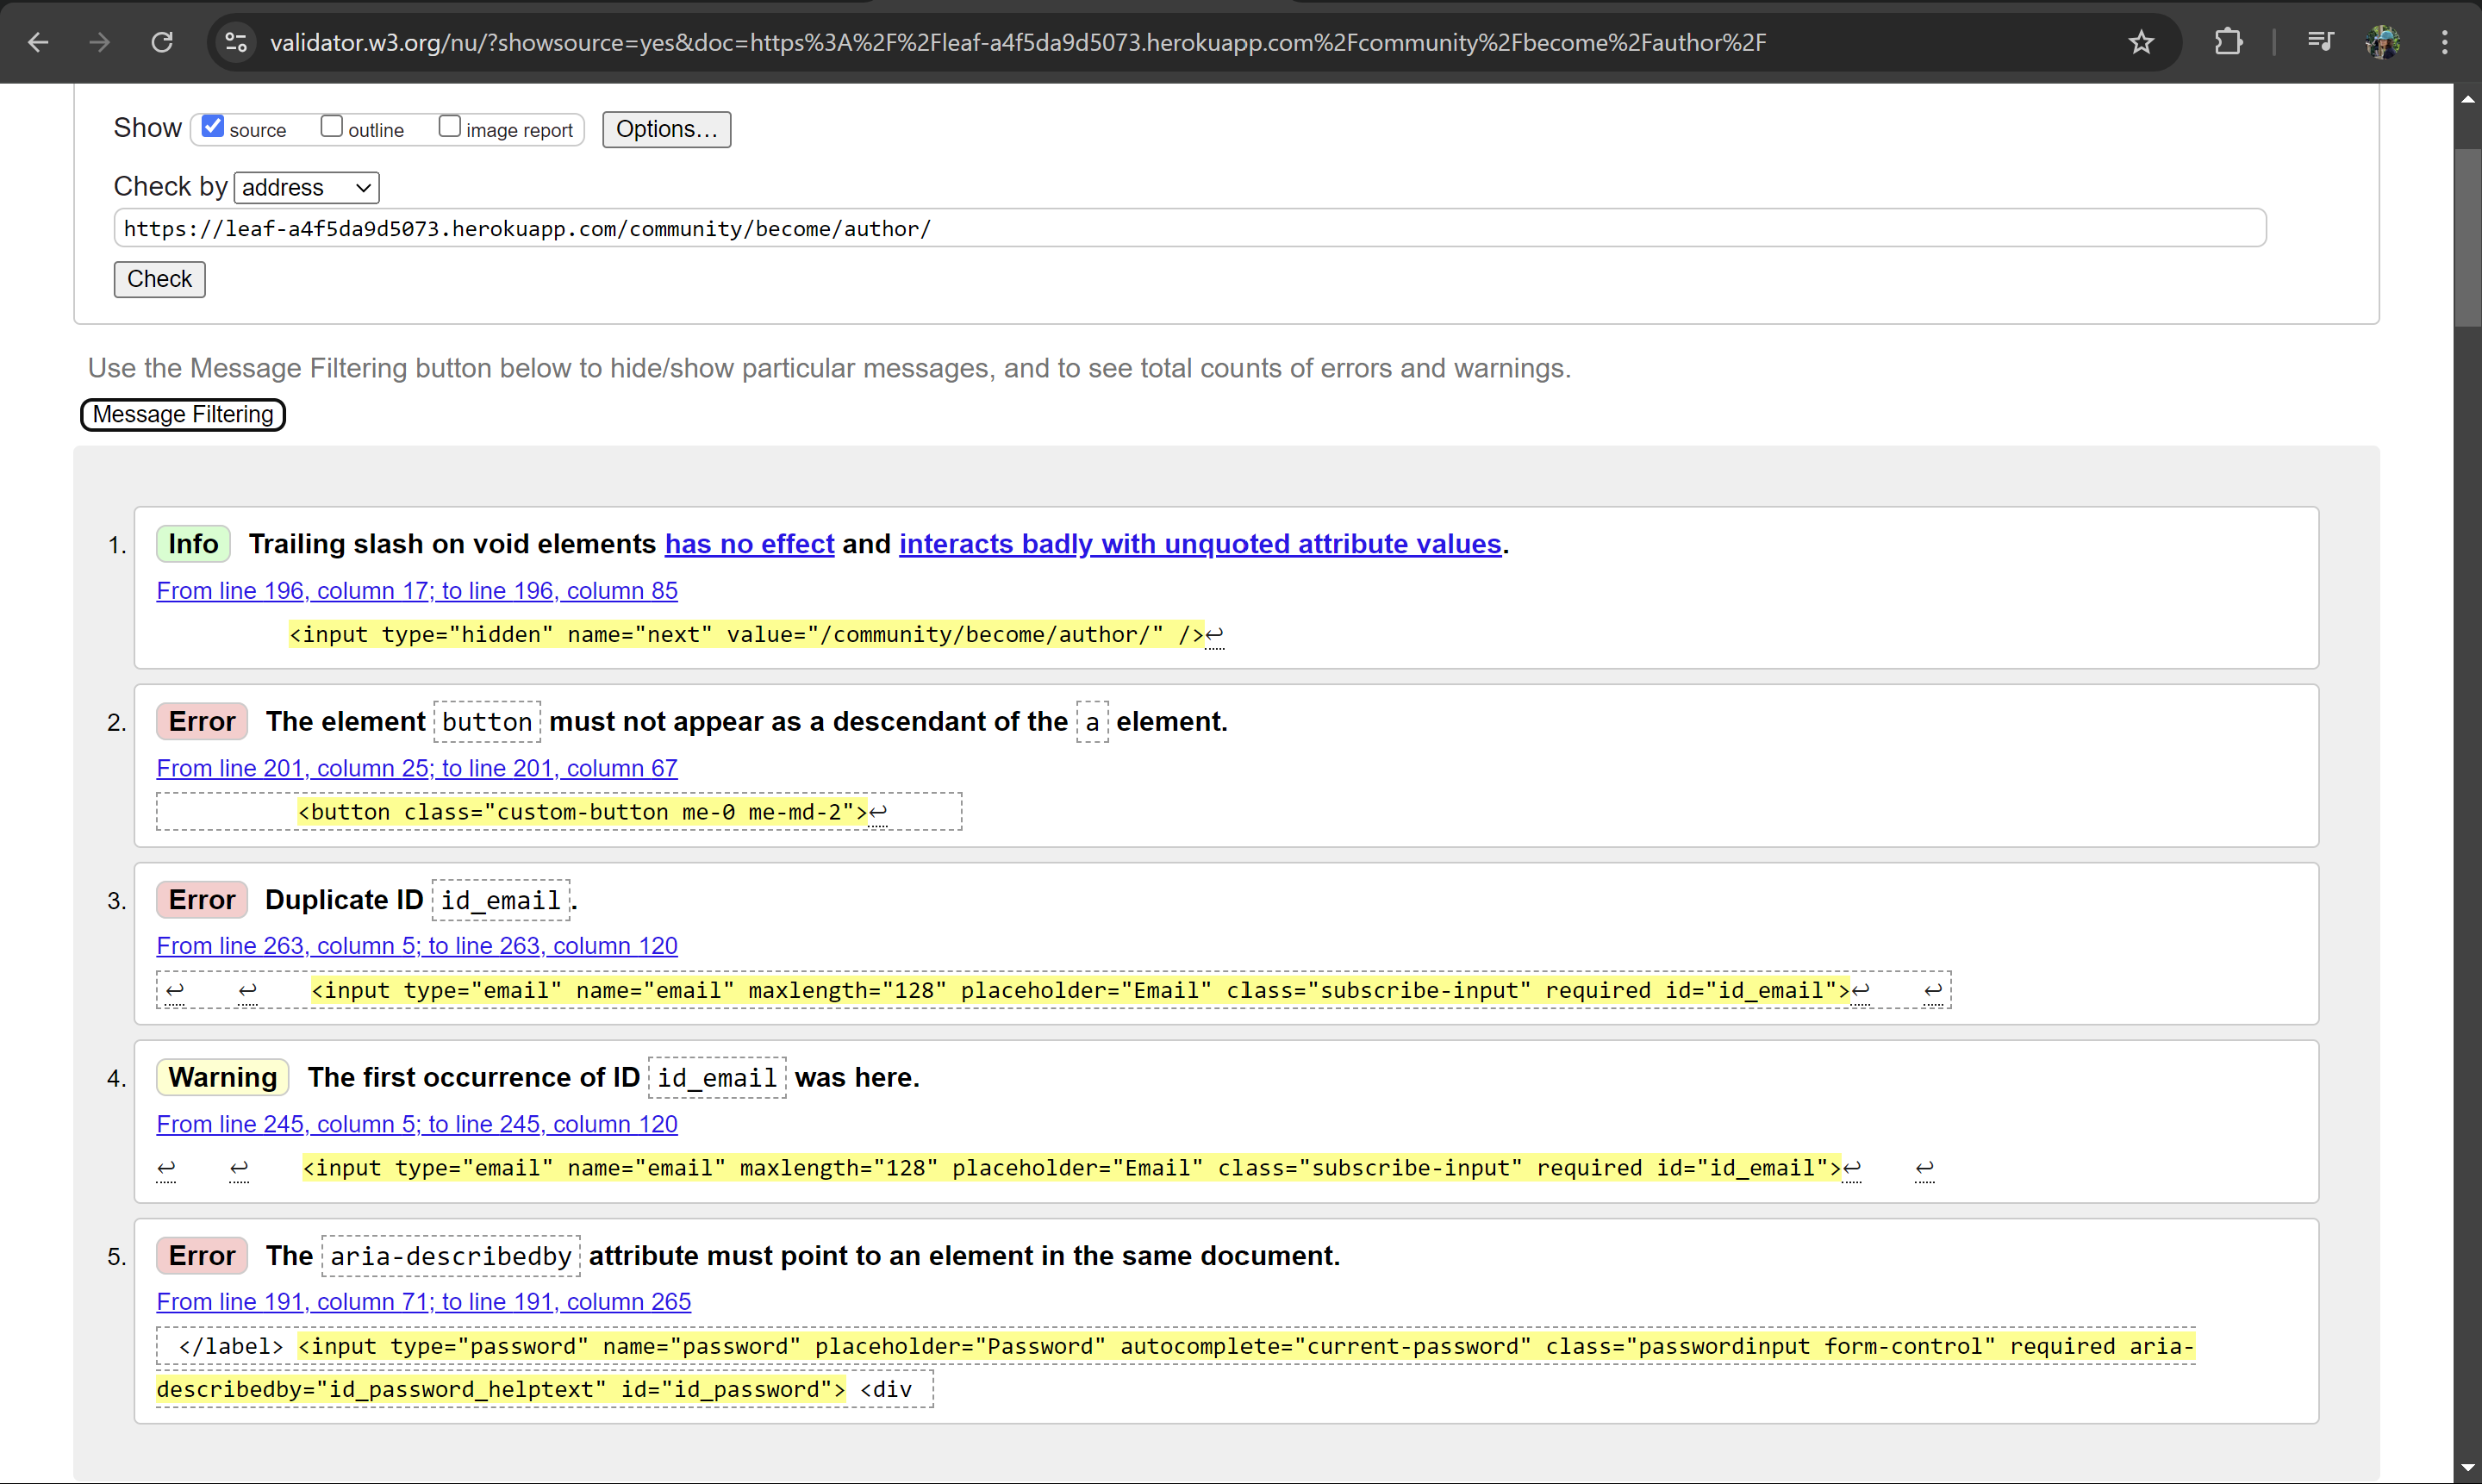 validator.w3.org/nu/?showsource=yes&doc=https%3A%2F%2Fleaf-a4f5da9d5073.herokuapp.com%2Fcommunity%2Fbecome%2Fauthor%2F
Show source outline image report Options…
Check by address
https://leaf-a4f5da9d5073.herokuapp.com/community/become/author/
Check
Use the Message Filtering button below to hide/show particular messages, and to see total counts of errors and warnings.
Message Filtering
1. Info Trailing slash on void elements has no effect and interacts badly with unquoted attribute values.
From line 196, column 17; to line 196, column 85
<input type="hidden" name="next" value="/community/become/author/" />↩
2. Error The element button must not appear as a descendant of the a element.
From line 201, column 25; to line 201, column 67
<button class="custom-button me-0 me-md-2">↩
3. Error Duplicate ID id_email.
From line 263, column 5; to line 263, column 120
↩ ↩ <input type="email" name="email" maxlength="128" placeholder="Email" class="subscribe-input" required id="id_email">↩ ↩
4. Warning The first occurrence of ID id_email was here.
From line 245, column 5; to line 245, column 120
↩ ↩ <input type="email" name="email" maxlength="128" placeholder="Email" class="subscribe-input" required id="id_email">↩ ↩
5. Error The aria-describedby attribute must point to an element in the same document.
From line 191, column 71; to line 191, column 265
</label> <input type="password" name="password" placeholder="Password" autocomplete="current-password" class="passwordinput form-control" required aria-
describedby="id_password_helptext" id="id_password"> <div